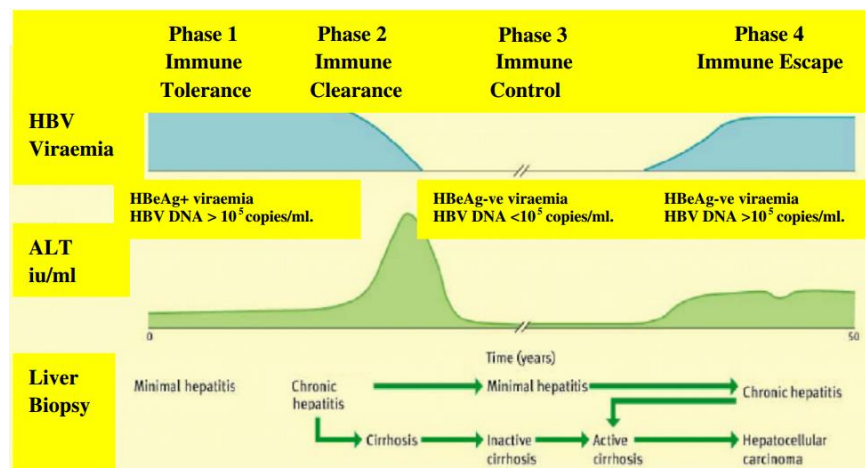 Phase 1
Immune
Tolerance
Phase 2
Immune
Clearance
Phase 3
Immune
Control
Phase 4
Immune Escape
HBV
Viraemia
HBeAg+ viraemia
HBV DNA > 10⁵ copies/ml.
HBeAg-ve viraemia
HBV DNA <10⁵ copies/ml.
HBeAg-ve viraemia
HBV DNA >10⁵ copies/ml.
ALT
iu/ml
0
50
Time (years)
Liver
Biopsy
Minimal hepatitis
Chronic
hepatitis
Minimal hepatitis
Chronic hepatitis
Cirrhosis
Inactive
cirrhosis
Active
cirrhosis
Hepatocellular
carcinoma